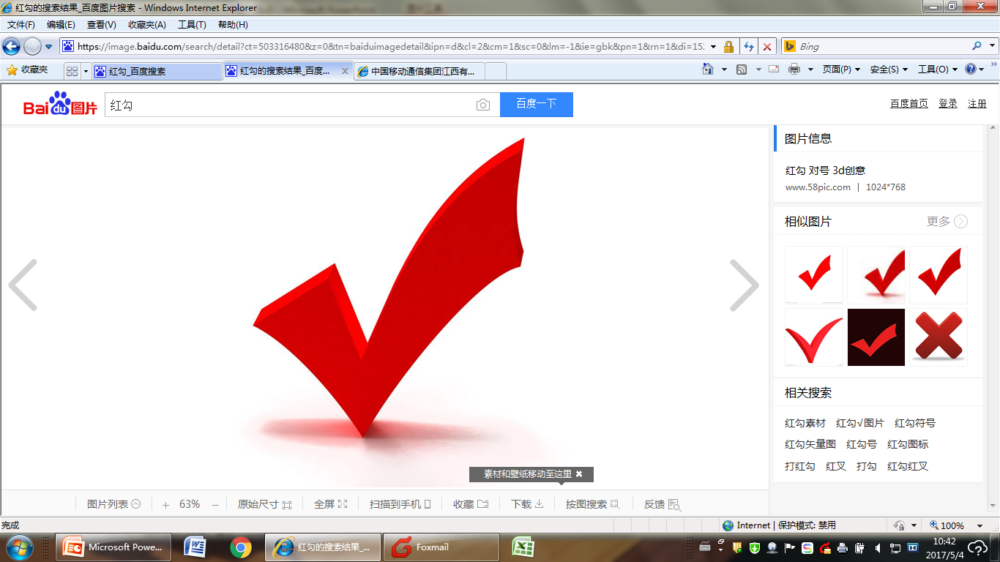 红勾的搜索结果_百度图片搜索 - Windows Internet Explorer
文件(F) 编辑(E) 查看(V) 收藏夹(A) 工具(T) 帮助(H)
https://image.baidu.com/search/detail?ct=503316480&z=0&tn=baiduimagedetail&ipn=d&cl=2&cm=1&sc=0&lm=-1&ie=gbk&pn=1&rn=1&di=152
Bing
收藏夹 红勾_百度搜索 红勾的搜索结果_百度... 中国移动通信集团江西有... 页面(P) 安全(S) 工具(O)
Bai du 图片 红勾 百度一下 百度首页 登录 注册
图片信息
红勾 对号 3d创意
www.58pic.com | 1024*768
相似图片 更多
相关搜索
红勾素材 红勾√图片 红勾符号
红勾矢量图 红勾号 红勾图标
打红勾 红叉 打勾 红勾红叉
素材和壁纸移动至这里
图片列表 63% 原始尺寸 全屏 扫描到手机 收藏 下载 按图搜索 反馈
完成 Internet | 保护模式: 禁用 100%
Microsoft Powe... 红勾的搜索结果_... Foxmail
10:42
2017/5/4